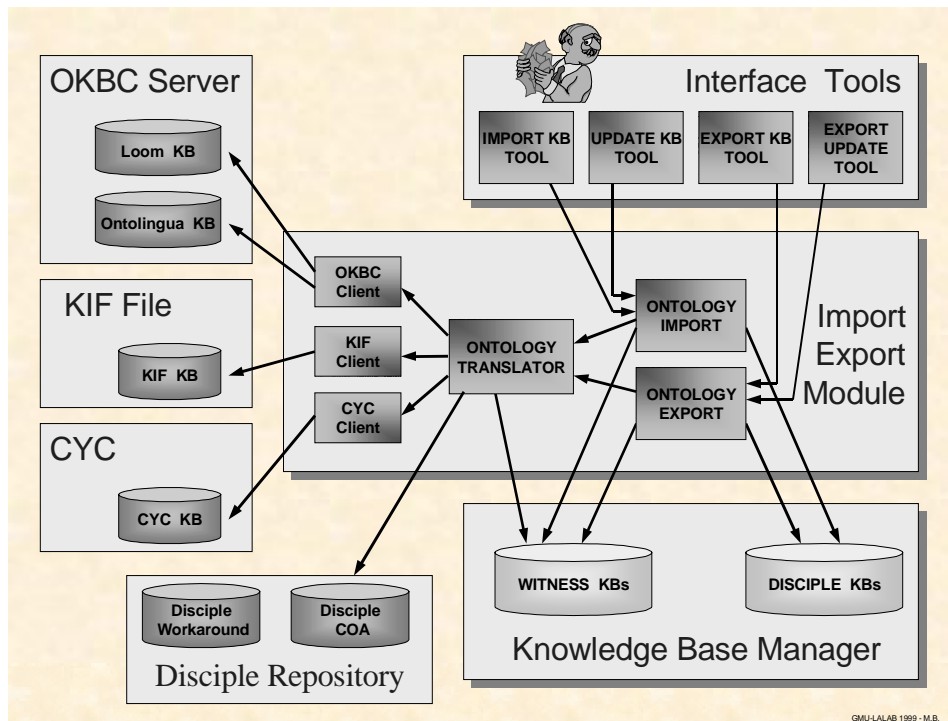 OKBC Server
Loom KB
Ontolingua KB
KIF File
KIF KB
CYC
CYC KB
Interface Tools
IMPORT KB
TOOL
UPDATE KB
TOOL
EXPORT KB
TOOL
EXPORT
UPDATE
TOOL
OKBC
Client
KIF
Client
CYC
Client
ONTOLOGY
TRANSLATOR
ONTOLOGY
IMPORT
ONTOLOGY
EXPORT
Import
Export
Module
Disciple
Workaround
Disciple
COA
Disciple Repository
WITNESS KBs
DISCIPLE KBs
Knowledge Base Manager
GMU-LALAB 1999 - M.B.